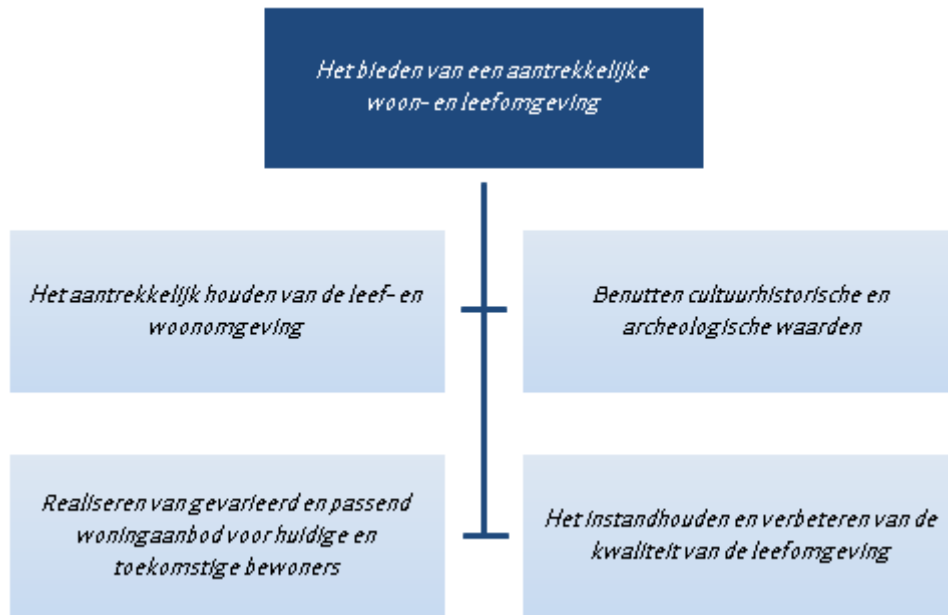 Het bieden van een aantrekkelijke
woon- en leefomgeving
Het aantrekkelijk houden van de leef- en
woonomgeving
Benutten cultuurhistorische en
archeologische waarden
Realiseren van gevarieerd en passend
woningaanbod voor huidige en
toekomstige bewoners
Het instandhouden en verbeteren van de
kwaliteit van de leefomgeving